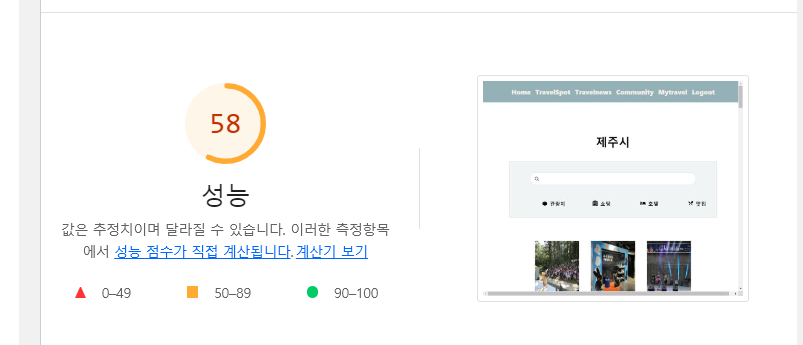 58
성능
값은 추정치이며 달라질 수 있습니다. 이러한 측정항목
에서 성능 점수가 직접 계산됩니다. 계산기 보기
0–49
50–89
90–100
Home TravelSpot Travelnews Community Mytravel Logout
제주시
관광지 쇼핑 호텔 맛집